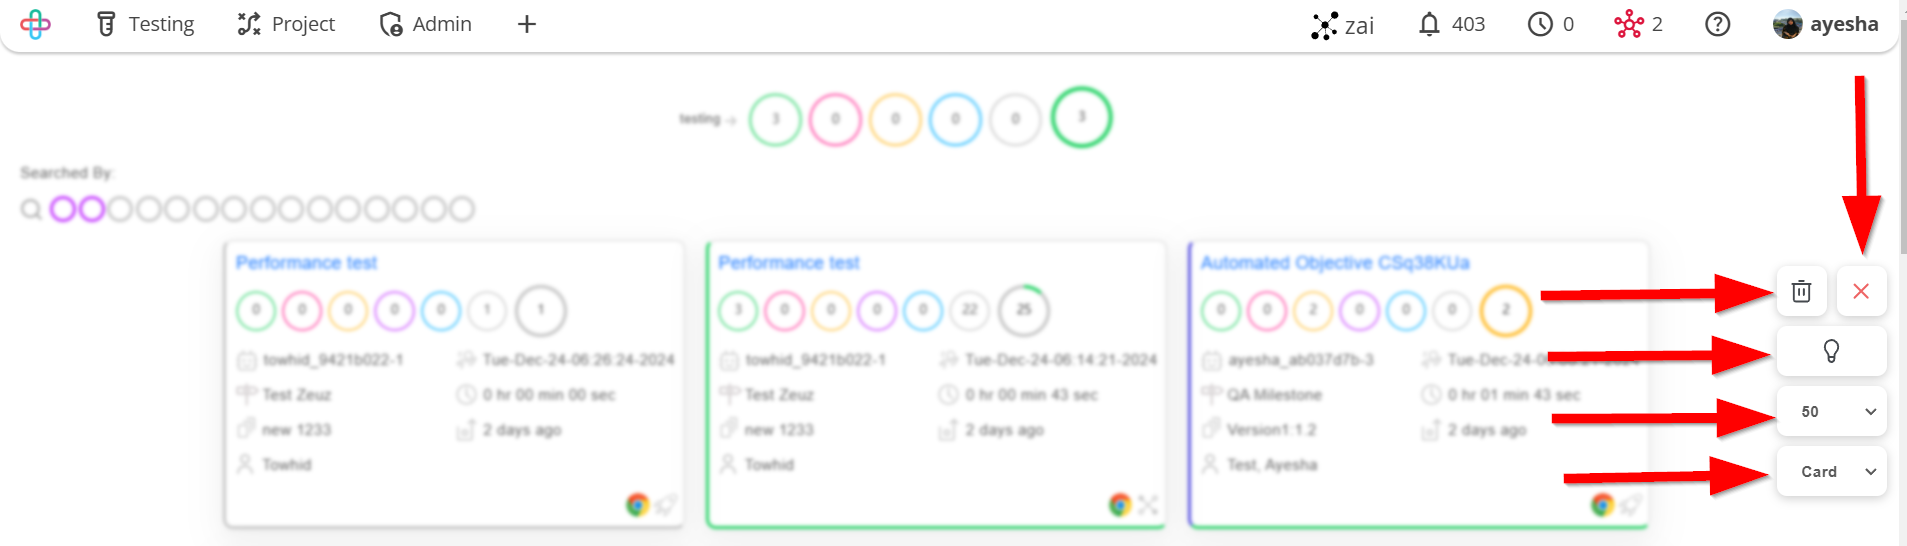 Testing Project Admin zai 403 0 2 ayesha
testing 3 0 0 0 0 3
Searched By:
Performance test
0 0 0 0 0 1 1
towhid_9421b022-1 Tue-Dec-24-06:26:24-2024
Test Zeuz 0 hr 00 min 00 sec
new 1233 2 days ago
Towhid
Performance test
3 0 0 0 0 22 25
towhid_9421b022-1 Tue-Dec-24-06:14:21-2024
Test Zeuz 0 hr 00 min 43 sec
new 1233 2 days ago
Towhid
Automated Objective CSq38KUa
0 0 2 0 0 0 2
ayesha_ab037d7b-3
QA Milestone 0 hr 01 min 43 sec
Version1:1.2 2 days ago
Test, Ayesha
50
Card